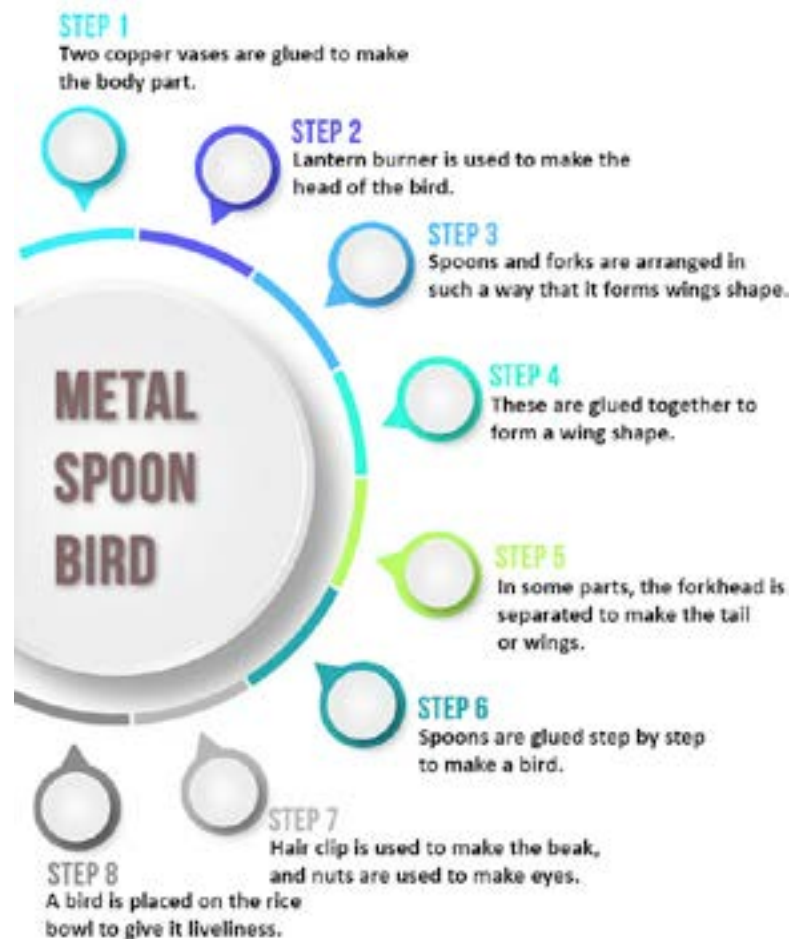 STEP 1
Two copper vases are glued to make
the body part.
STEP 2
Lantern burner is used to make the
head of the bird.
STEP 3
Spoons and forks are arranged in
such a way that it forms wings shape.
STEP 4
These are glued together to
form a wing shape.
METAL
SPOON
BIRD
STEP 5
In some parts, the forkhead is
separated to make the tail
or wings.
STEP 6
Spoons are glued step by step
to make a bird.
STEP 7
Hair clip is used to make the beak,
and nuts are used to make eyes.
STEP 8
A bird is placed on the rice
bowl to give it liveliness.